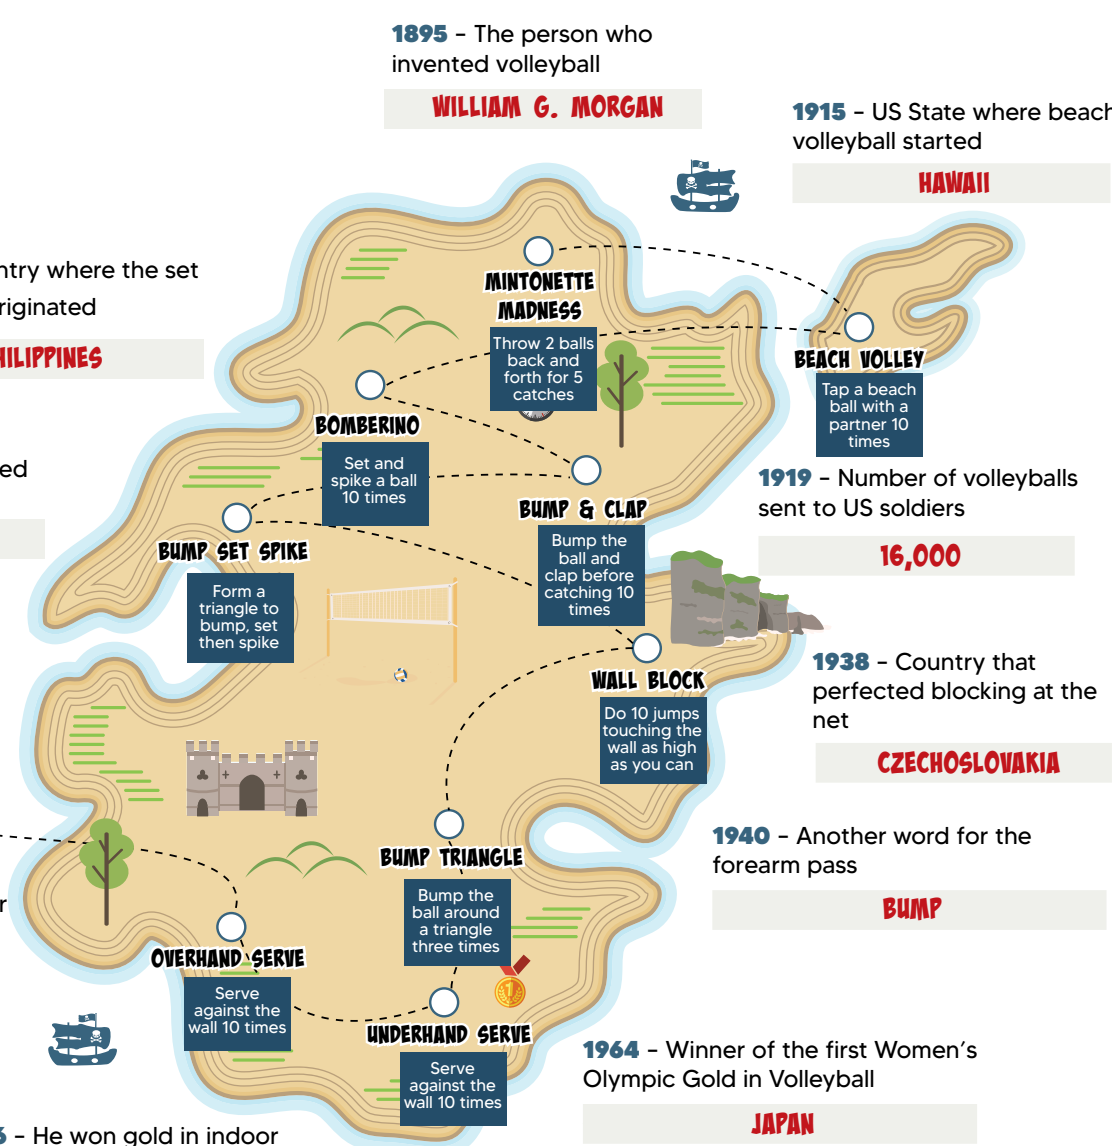 1895 - The person who
invented volleyball
WILLIAM G. MORGAN
1915 - US State where beach
volleyball started
HAWAII
where the set
PHILIPPINES
MINTONETTE
MADNESS
Throw 2 balls
back and
forth for 5
catches
BEACH VOLLEY
Tap a beach
ball with a
partner 10
times
BOMBERINO
Set and
spike a ball
10 times
1919 - Number of volleyballs
sent to US soldiers
16,000
BUMP & CLAP
Bump the
ball and
clap before
catching 10
times
BUMP SET SPIKE
Form a
triangle to
bump, set
then spike
WALL BLOCK
Do 10 jumps
touching the
wall as high
as you can
1938 - Country that
perfected blocking at the
net
CZECHOSLOVAKIA
BUMP TRIANGLE
Bump the
ball around
a triangle
three times
1940 - Another word for the
forearm pass
BUMP
OVERHAND SERVE
Serve
against the
wall 10 times
1
UNDERHAND SERVE
Serve
against the
wall 10 times
1964 - Winner of the first Women's
Olympic Gold in Volleyball
JAPAN
- He won gold in indoor